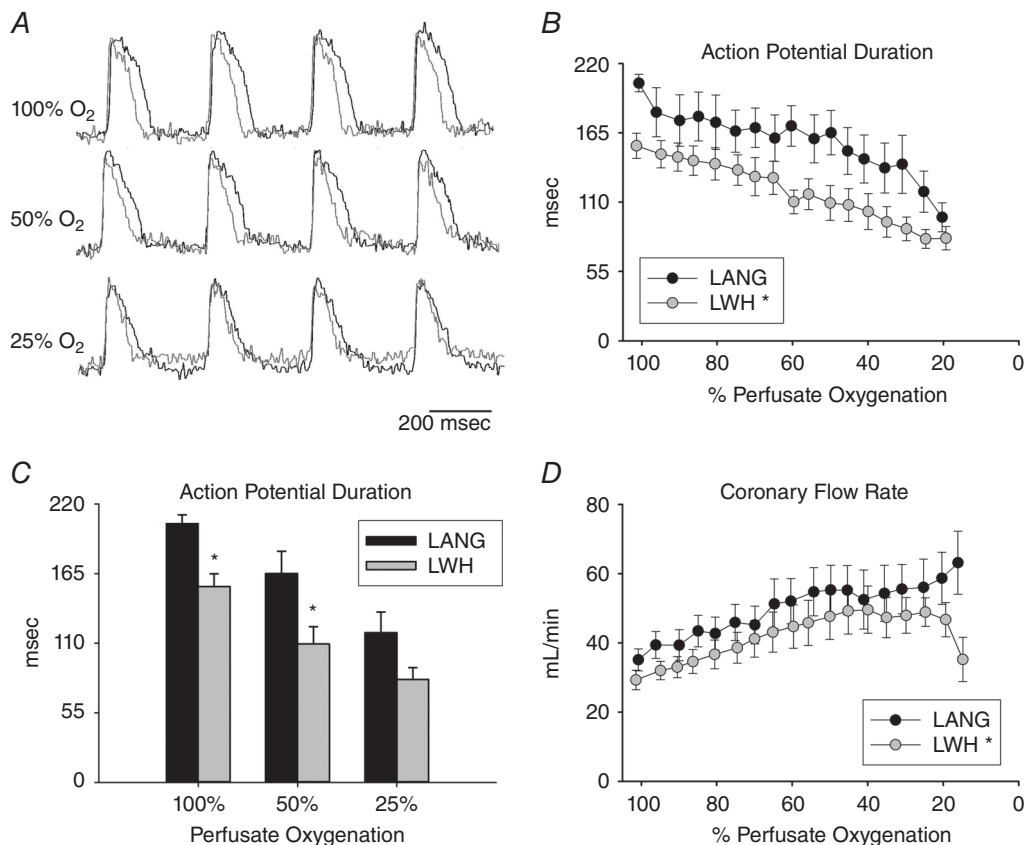 A
100% O2
50% O2
25% O2
200 msec
B
Action Potential Duration
220
165
110
55
0
msec
LANG
LWH *
100
80
60
40
20
0
% Perfusate Oxygenation
C
Action Potential Duration
220
165
110
55
0
msec
LANG
LWH
*
*
100%
50%
25%
Perfusate Oxygenation
D
Coronary Flow Rate
80
60
40
20
0
mL/min
LANG
LWH *
100
80
60
40
20
0
% Perfusate Oxygenation